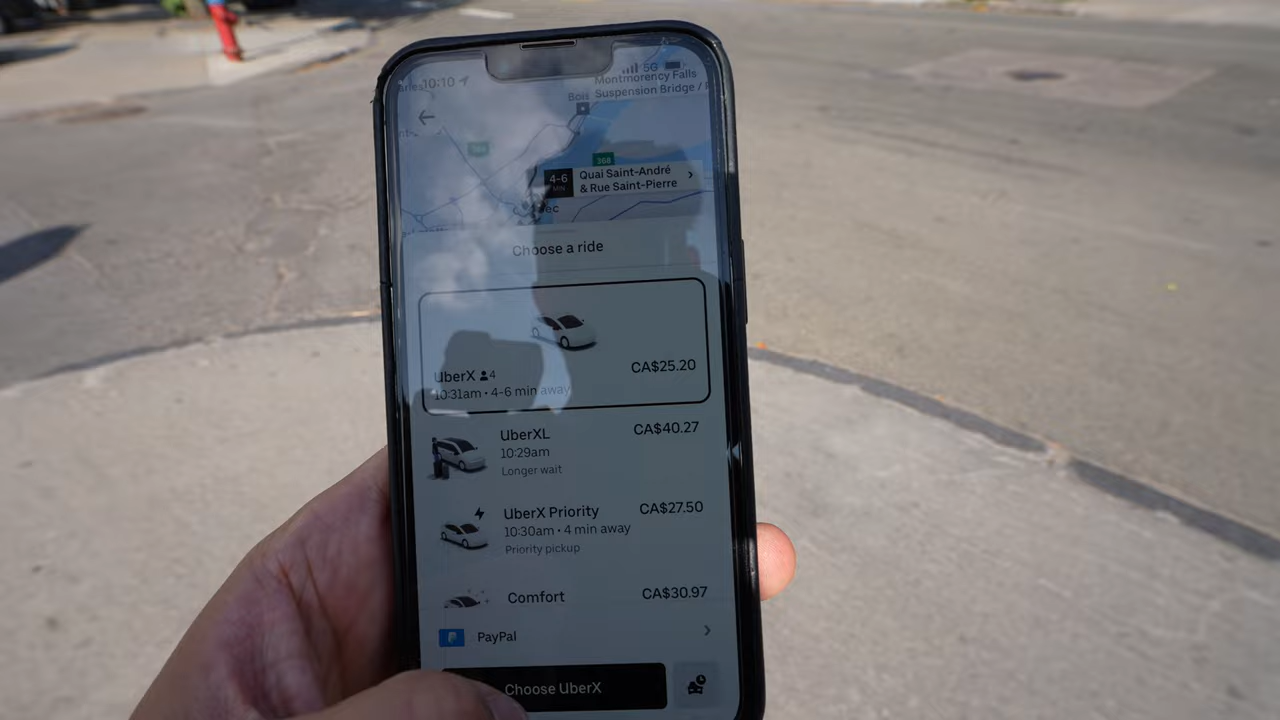 10:10
5G
Montmorency Falls
Suspension Bridge /
Bois
368
4-6
MIN
Quai Saint-André
& Rue Saint-Pierre
Choose a ride
UberX 4
CA$25.20
10:31am • 4-6 min away
UberXL
CA$40.27
10:29am
Longer wait
UberX Priority
CA$27.50
10:30am • 4 min away
Priority pickup
Comfort
CA$30.97
PayPal
Choose UberX